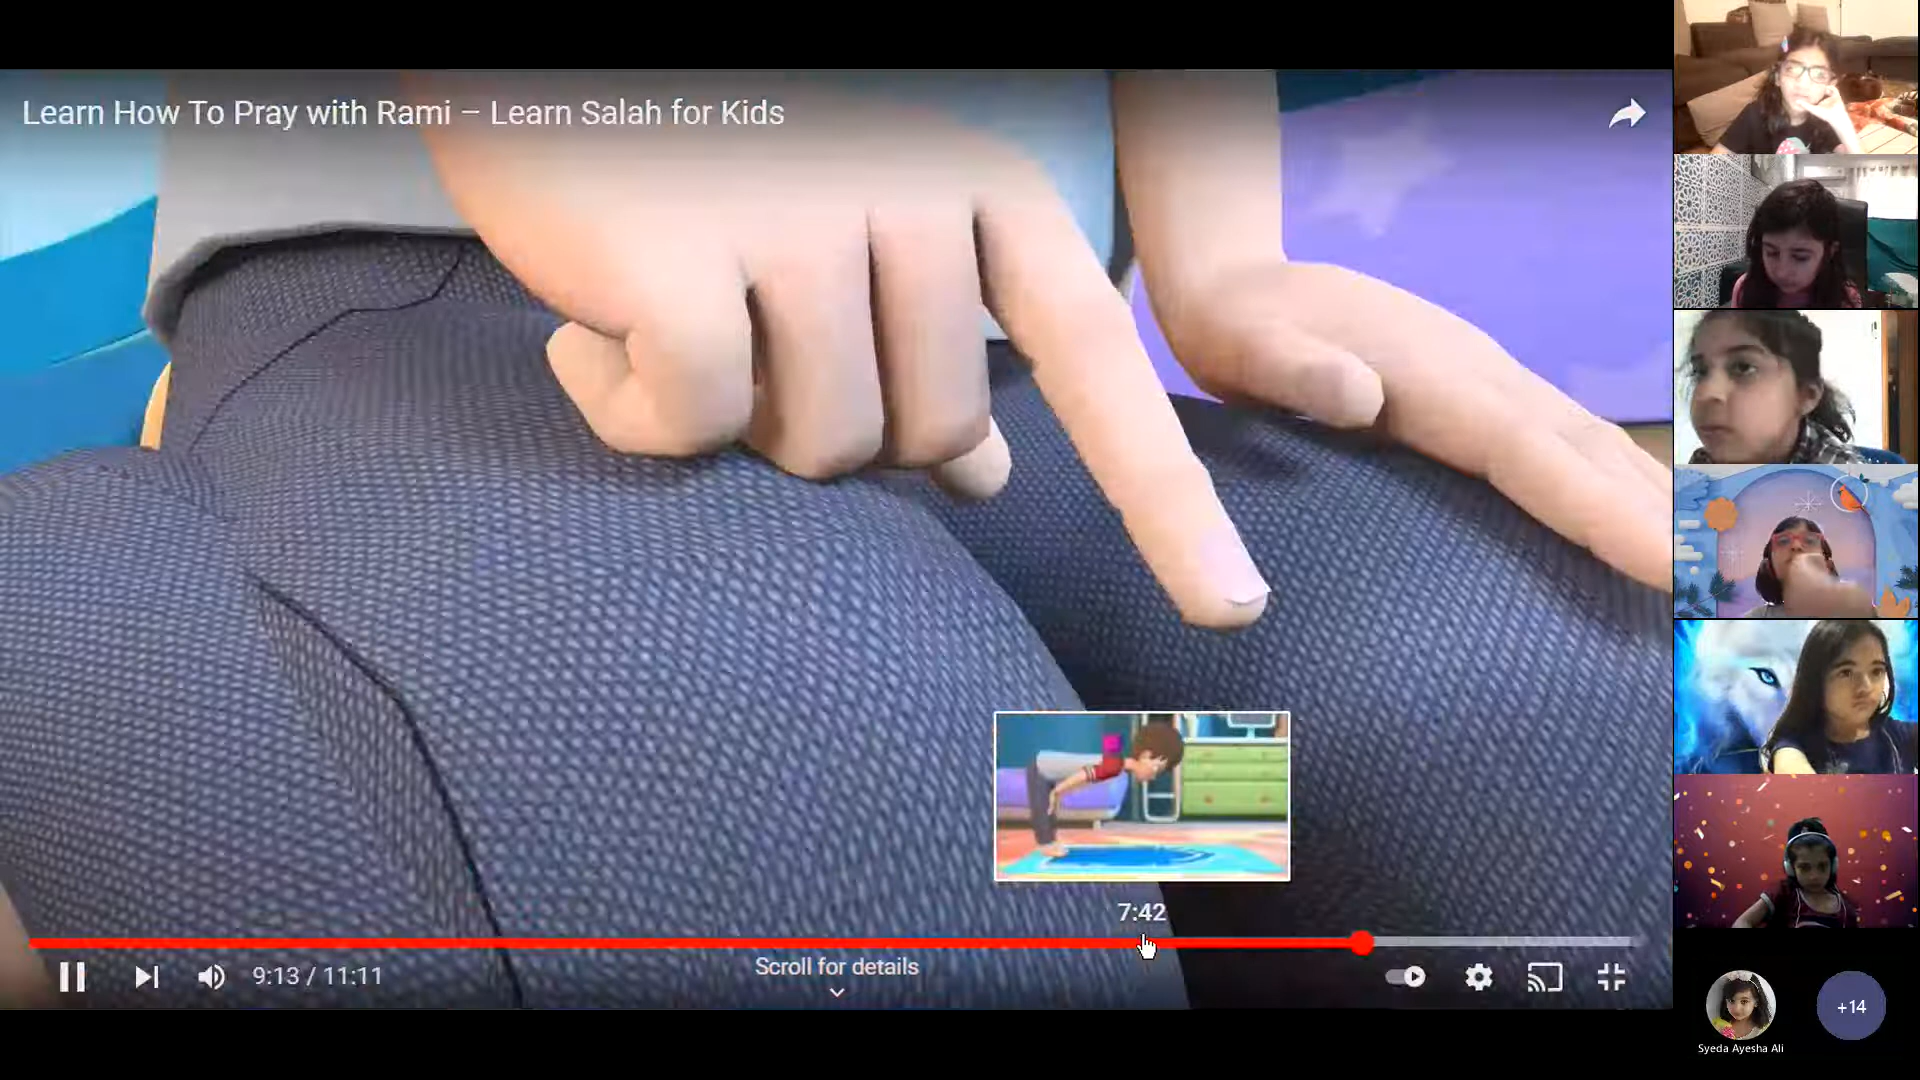 Learn How To Pray with Rami – Learn Salah for Kids
7:42
9:13 / 11:11
Scroll for details
+14
Syeda Ayesha Ali